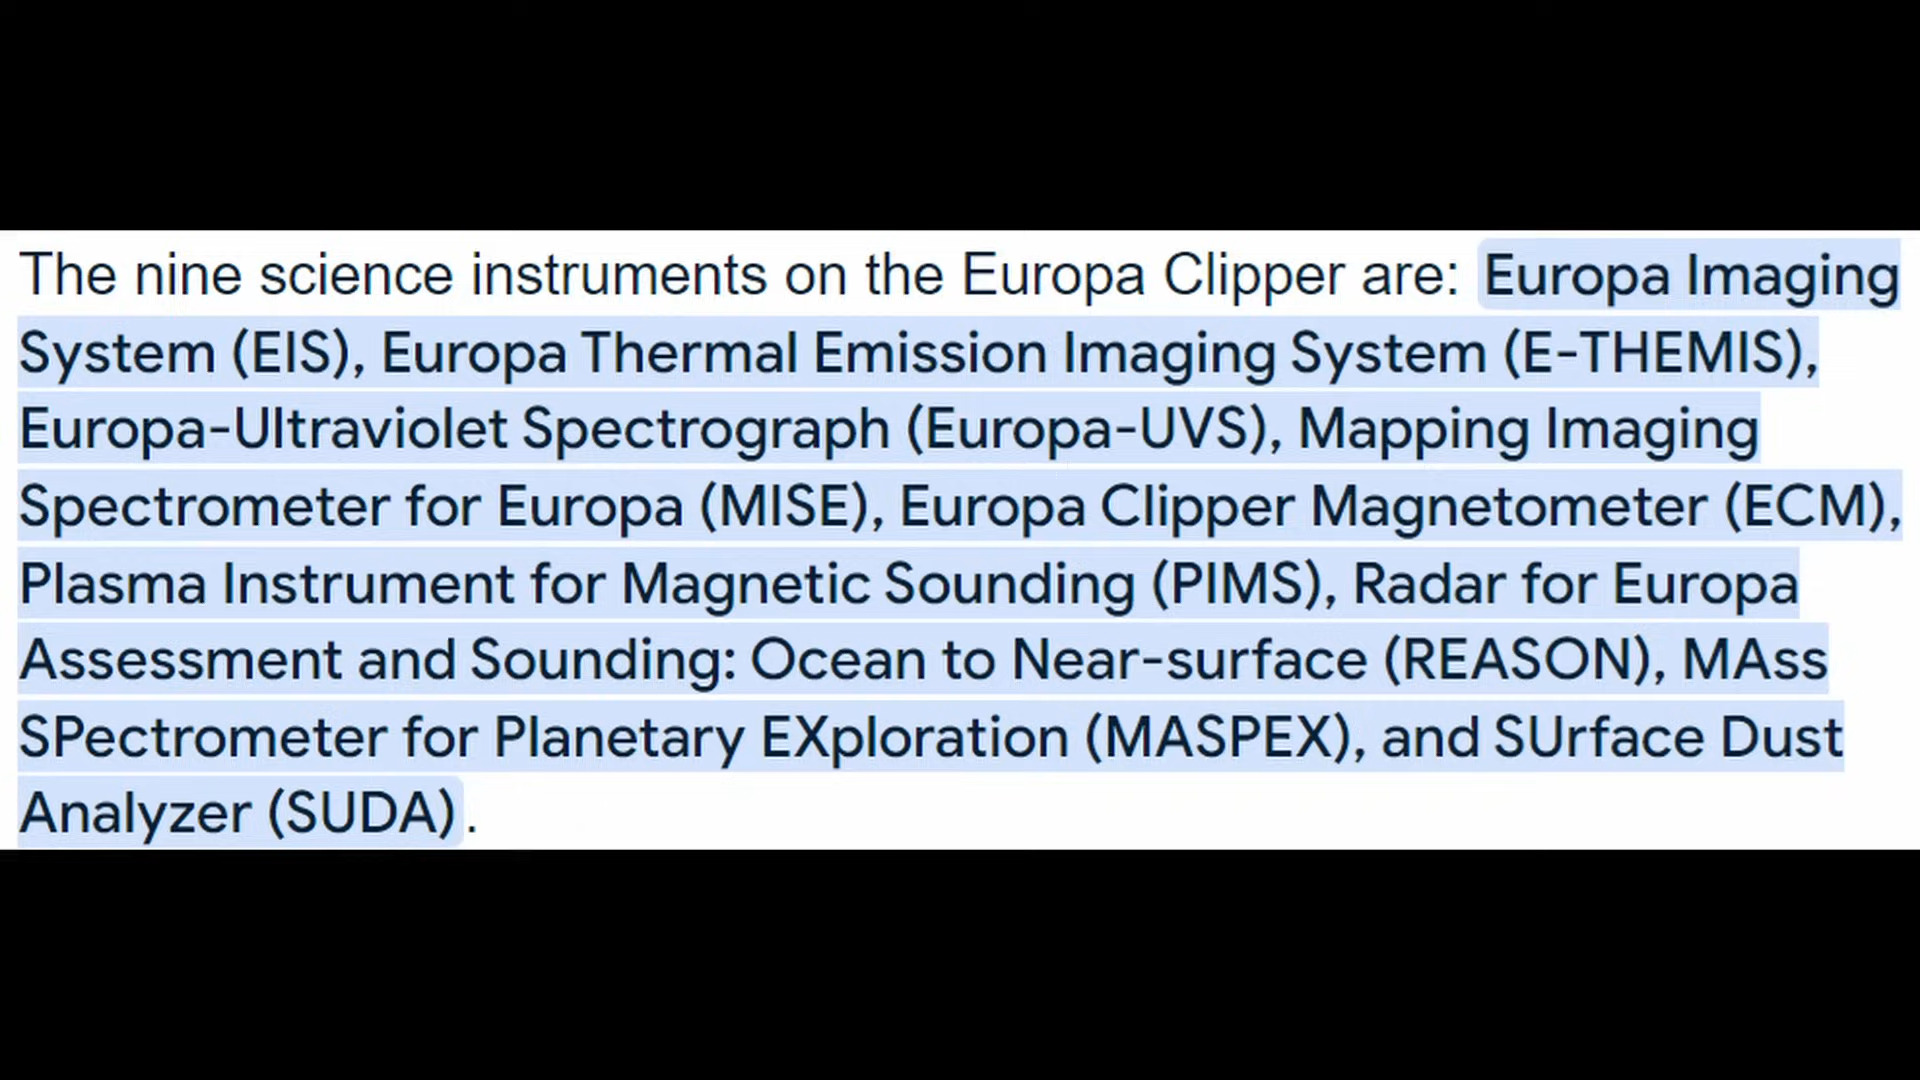 The nine science instruments on the Europa Clipper are: Europa Imaging
System (EIS), Europa Thermal Emission Imaging System (E-THEMIS),
Europa-Ultraviolet Spectrograph (Europa-UVS), Mapping Imaging
Spectrometer for Europa (MISE), Europa Clipper Magnetometer (ECM),
Plasma Instrument for Magnetic Sounding (PIMS), Radar for Europa
Assessment and Sounding: Ocean to Near-surface (REASON), MAss
SPectrometer for Planetary EXploration (MASPEX), and SUrface Dust
Analyzer (SUDA).